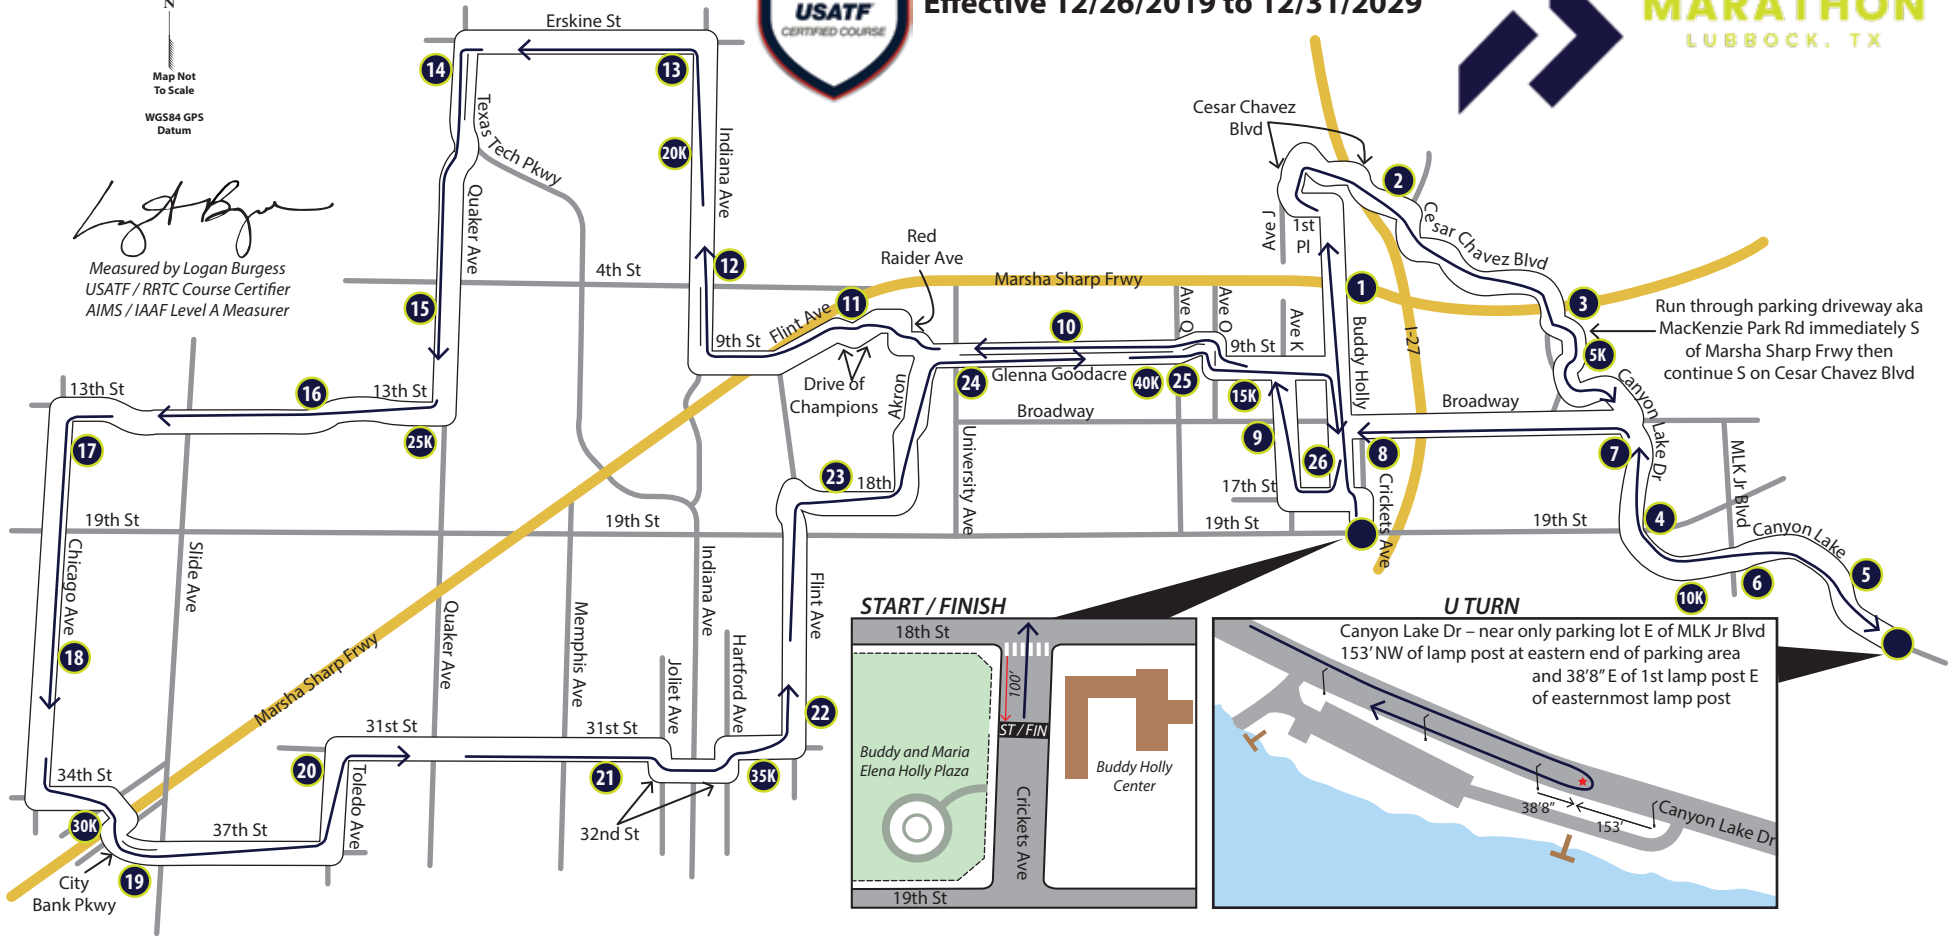 N
Map Not
To Scale
WGS84 GPS
Datum
Measured by Logan Burgess
USATF / RRTC Course Certifier
AIMS / IAAF Level A Measurer
USATF
CERTIFIED COURSE
Effective 12/26/2019 to 12/31/2029
MARATHON
LUBBOCK, TX
Erskine St
14
13
20K
Texas Tech Pkwy
Indiana Ave
Quaker Ave
12
4th St
15
Red
Raider Ave
11
Flint Ave
9th St
Marsha Sharp Frwy
Drive of
Champions
Akron
10
Glenna Goodacre
24
40K
25
Ave Q
Ave O
9th St
15K
Broadway
University Ave
Cesar Chavez
Blvd
2
Cesar Chavez Blvd
Ave J
1st
Pl
1
Ave K
Buddy Holly
I-27
3
Run through parking driveway aka
MacKenzie Park Rd immediately S
of Marsha Sharp Frwy then
continue S on Cesar Chavez Blvd
5K
Canyon Lake Dr
Broadway
9
26
8
7
17th St
Crickets Ave
MLK Jr Blvd
4
19th St
19th St
Canyon Lake
5
6
10K
13th St
16
13th St
17
25K
19th St
19th St
23
18th
Chicago Ave
Slide Ave
18
Quaker Ave
Memphis Ave
Indiana Ave
Joliet Ave
Hartford Ave
Flint Ave
22
Marsha Sharp Frwy
31st St
31st St
20
21
35K
32nd St
34th St
30K
37th St
Toledo Ave
19
City
Bank Pkwy
START / FINISH
18th St
100'
ST / FIN
Buddy and Maria
Elena Holly Plaza
Buddy Holly
Center
Crickets Ave
19th St
U TURN
Canyon Lake Dr – near only parking lot E of MLK Jr Blvd
153' NW of lamp post at eastern end of parking area
and 38'8" E of 1st lamp post E
of easternmost lamp post
38'8"
153'
Canyon Lake Dr